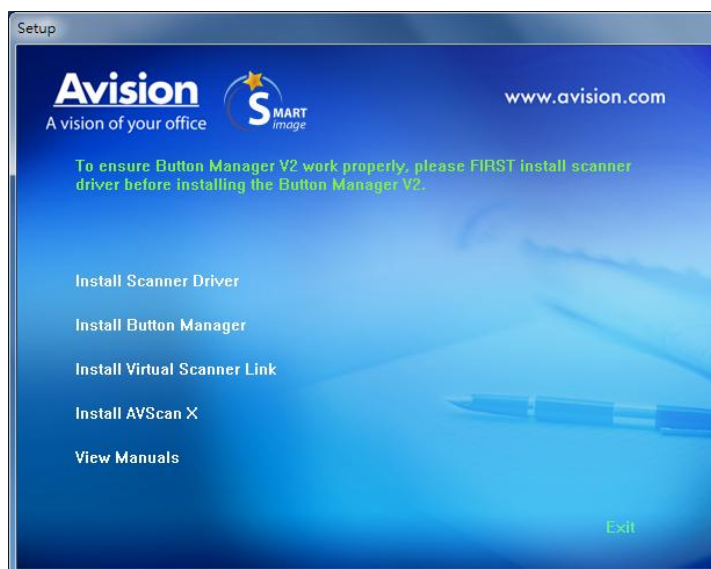 Setup
Avision
A vision of your office
SMART
image
www.avision.com
To ensure Button Manager V2 work properly, please FIRST install scanner
driver before installing the Button Manager V2.
Install Scanner Driver
Install Button Manager
Install Virtual Scanner Link
Install AVScan X
View Manuals
Exit